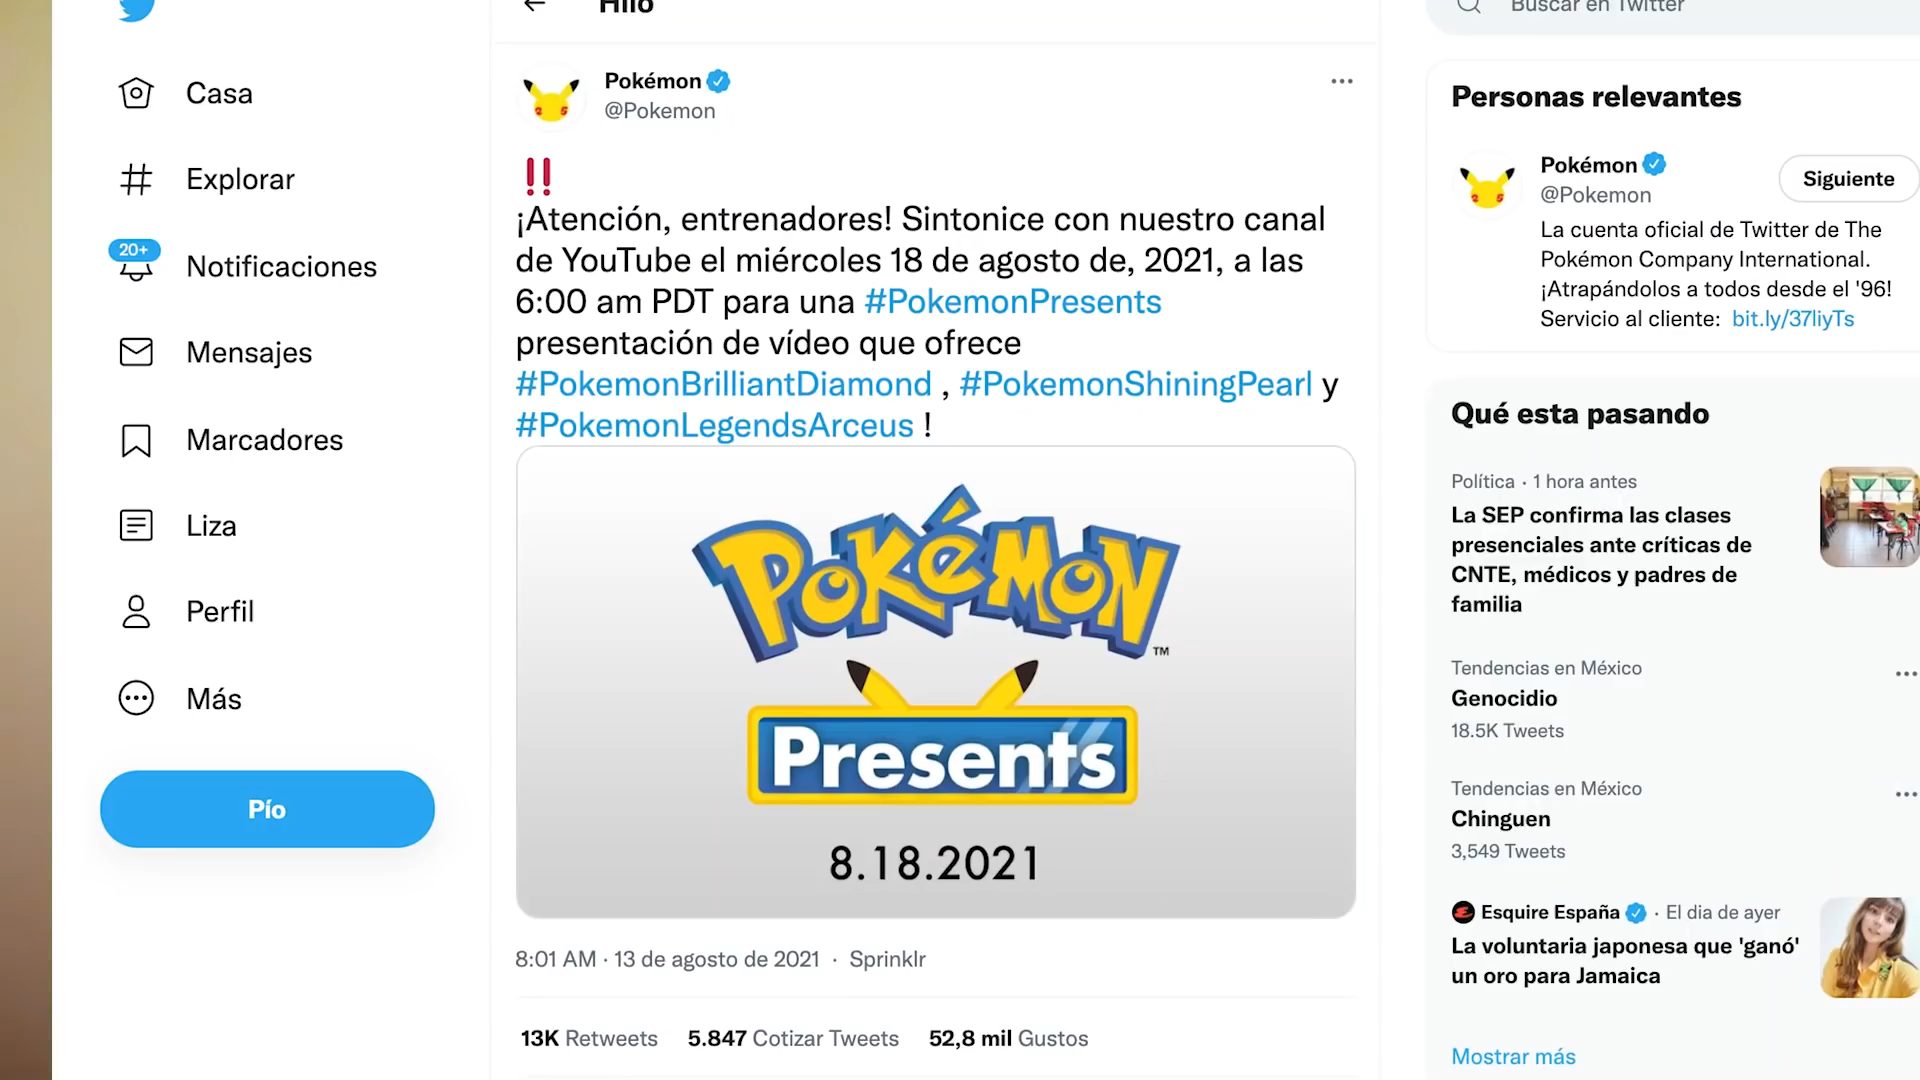 Hilo
Buscar en Twitter
Casa
Explorar
20+
Notificaciones
Mensajes
Marcadores
Liza
Perfil
Más
Pío
Pokémon
@Pokemon
‼
¡Atención, entrenadores! Sintonice con nuestro canal
de YouTube el miércoles 18 de agosto de, 2021, a las
6:00 am PDT para una #PokemonPresents
presentación de vídeo que ofrece
#PokemonBrilliantDiamond , #PokemonShiningPearl y
#PokemonLegendsArceus !
POKéMON
TM
Presents
8.18.2021
8:01 AM · 13 de agosto de 2021 · Sprinklr
13K Retweets 5.847 Cotizar Tweets 52,8 mil Gustos
Personas relevantes
Pokémon
@Pokemon
Siguiente
La cuenta oficial de Twitter de The
Pokémon Company International.
¡Atrapándolos a todos desde el '96!
Servicio al cliente: bit.ly/37liyTs
Qué esta pasando
Política · 1 hora antes
La SEP confirma las clases
presenciales ante críticas de
CNTE, médicos y padres de
familia
Tendencias en México
Genocidio
18.5K Tweets
Tendencias en México
Chinguen
3,549 Tweets
Esquire España · El dia de ayer
La voluntaria japonesa que 'ganó'
un oro para Jamaica
Mostrar más